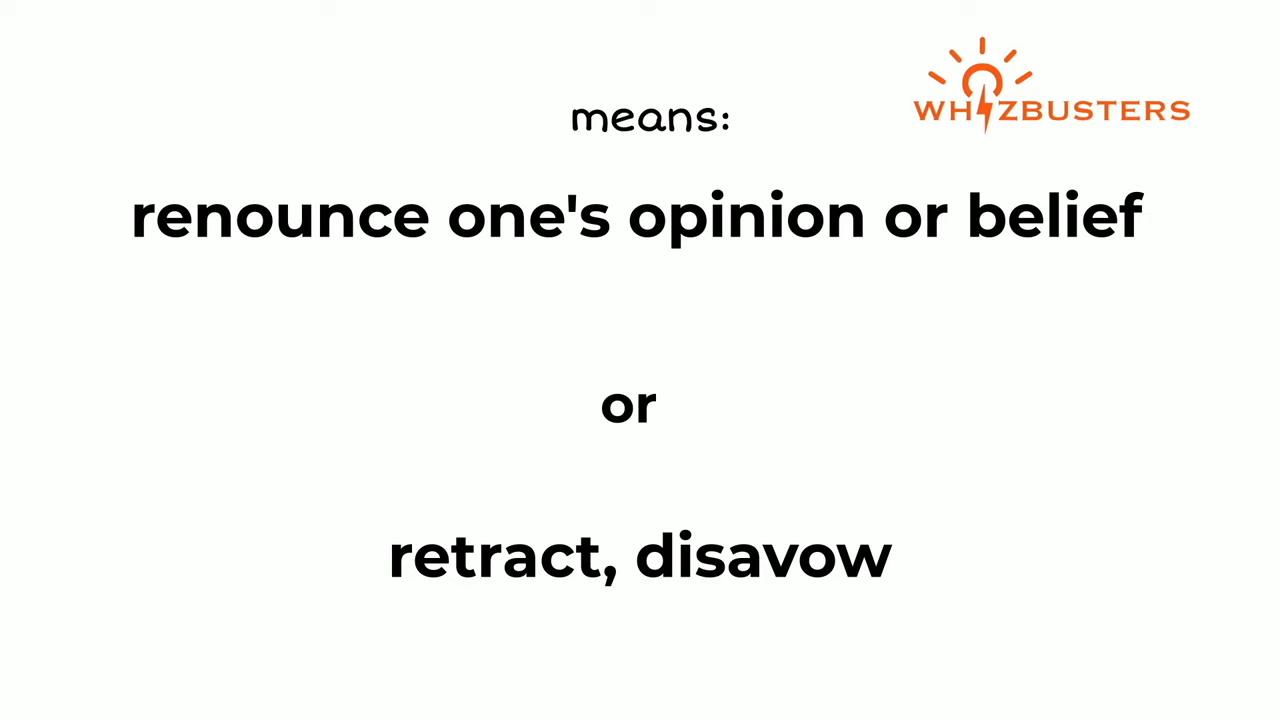 WHIZBUSTERS
means:
renounce one's opinion or belief
or
retract, disavow